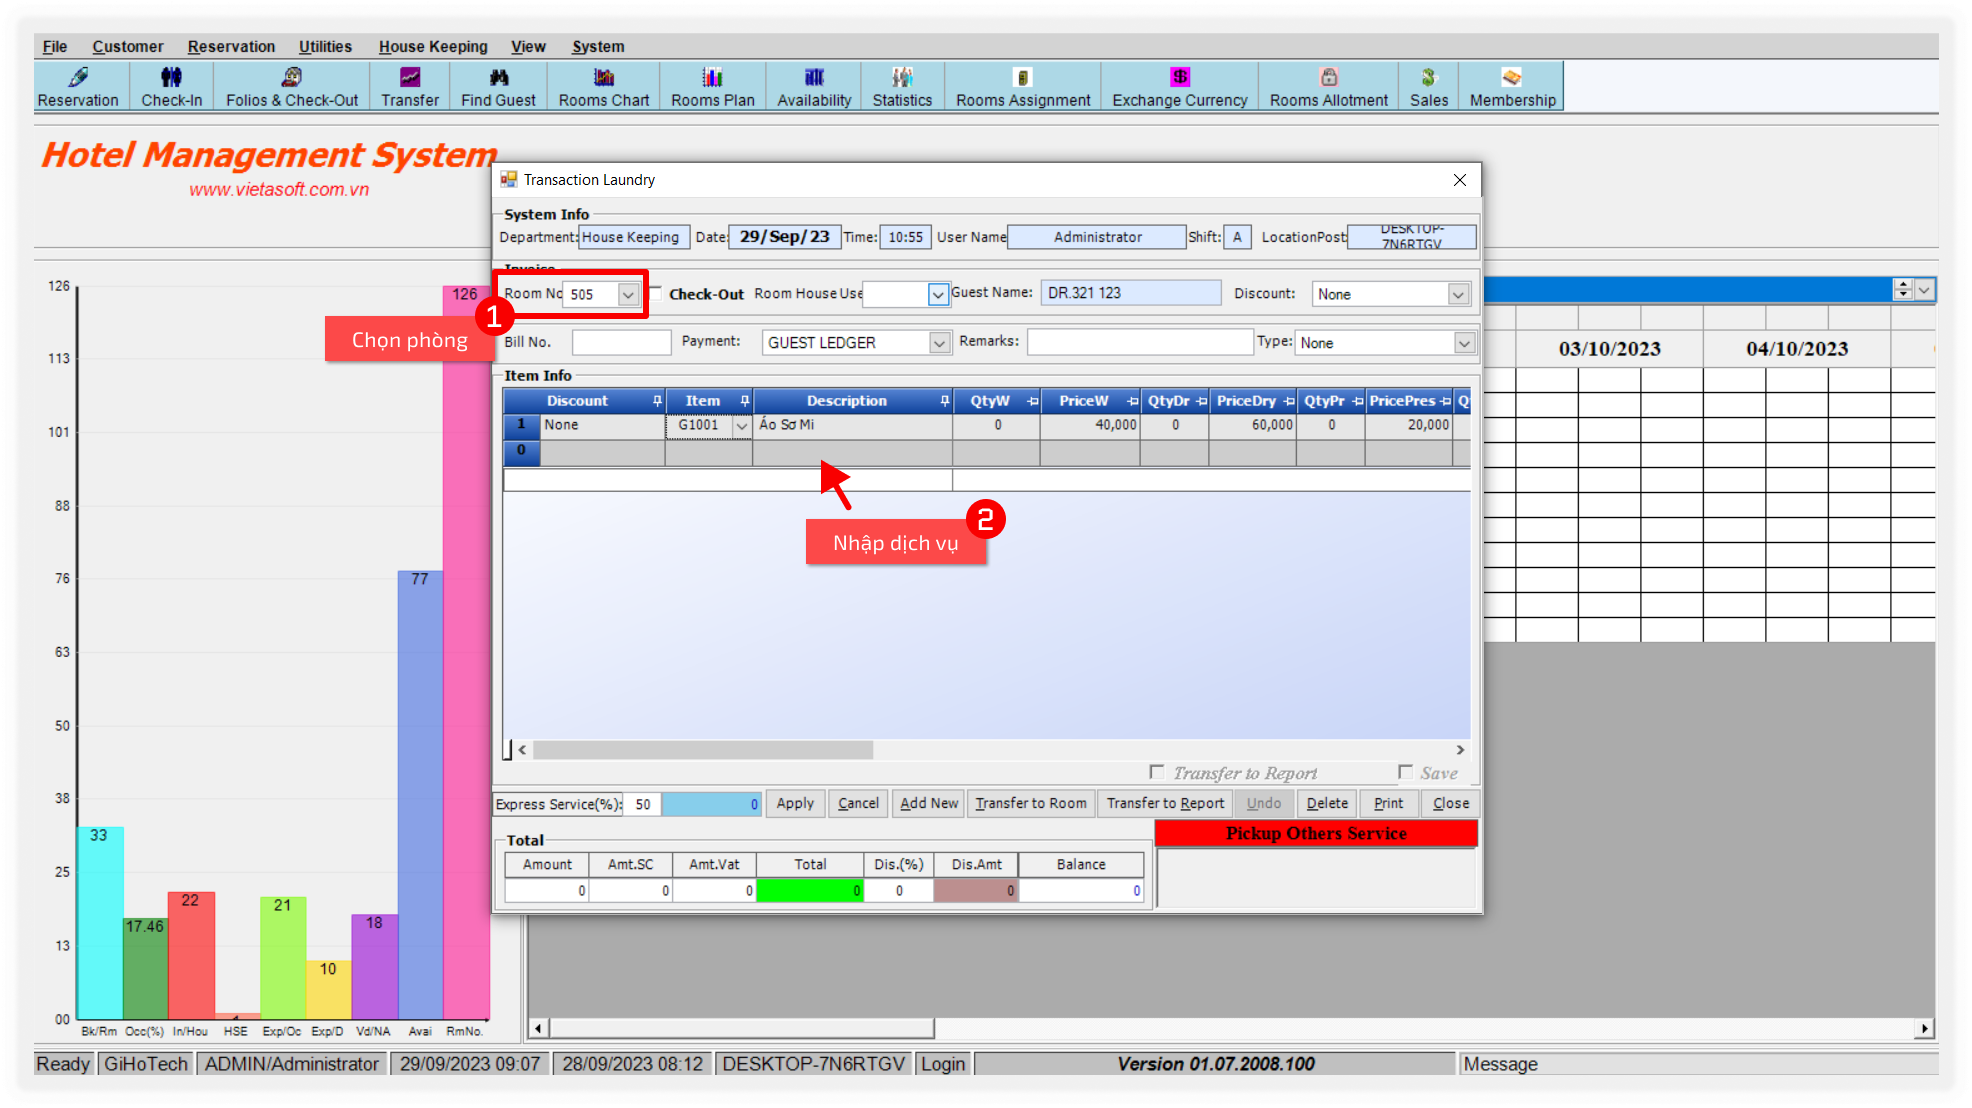 File Customer Reservation Utilities House Keeping View System
Reservation Check-In Folios & Check-Out Transfer Find Guest Rooms Chart Rooms Plan Availability Statistics Rooms Assignment Exchange Currency Rooms Allotment Sales Membership
Hotel Management System
www.vietasoft.com.vn
Transaction Laundry
System Info
Department: House Keeping Date: 29/Sep/23 Time: 10:55 User Name Administrator Shift: A LocationPost: DESKTOP-7N6RTGV
Invoice
Room No 505 Check-Out Room House Use Guest Name: DR.321 123 Discount: None
1
Chọn phòng
Bill No. Payment: GUEST LEDGER Remarks: Type: None
Item Info
Discount Item Description QtyW PriceW QtyDr PriceDry QtyPr PricePres Q
1 None G1001 Áo Sơ Mi 0 40,000 0 60,000 0 20,000
0
2
Nhập dịch vụ
Transfer to Report Save
Express Service(%): 50 0 Apply Cancel Add New Transfer to Room Transfer to Report Undo Delete Print Close
Pickup Others Service
Total
Amount Amt.SC Amt.Vat Total Dis.(%) Dis.Amt Balance
0 0 0 0 0 0 0
03/10/2023 04/10/2023
126
113
101
88
76
63
50
38
25
13
00
33 17.46 22 21 10 18 77 126
Bk/Rm Occ(%) In/Hou HSE Exp/Oc Exp/D Vd/NA Avai RmNo.
Ready GiHoTech ADMIN/Administrator 29/09/2023 09:07 28/09/2023 08:12 DESKTOP-7N6RTGV Login Version 01.07.2008.100 Message